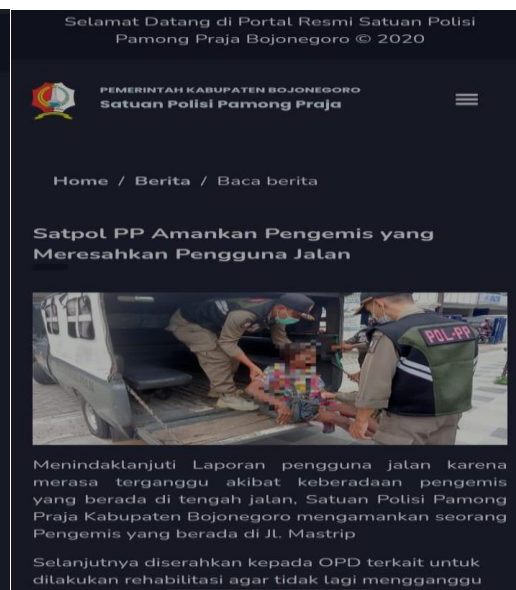 Selamat Datang di Portal Resmi Satuan Polisi
Pamong Praja Bojonegoro © 2020
PEMERINTAH KABUPATEN BOJONEGORO
Satuan Polisi Pamong Praja
Home / Berita / Baca berita
Satpol PP Amankan Pengemis yang
Meresahkan Pengguna Jalan
POL-PP
Menindaklanjuti Laporan pengguna jalan karena
merasa terganggu akibat keberadaan pengemis
yang berada di tengah jalan, Satuan Polisi Pamong
Praja Kabupaten Bojonegoro mengamankan seorang
Pengemis yang berada di Jl. Mastrip
Selanjutnya diserahkan kepada OPD terkait untuk
dilakukan rehabilitasi agar tidak lagi mengganggu